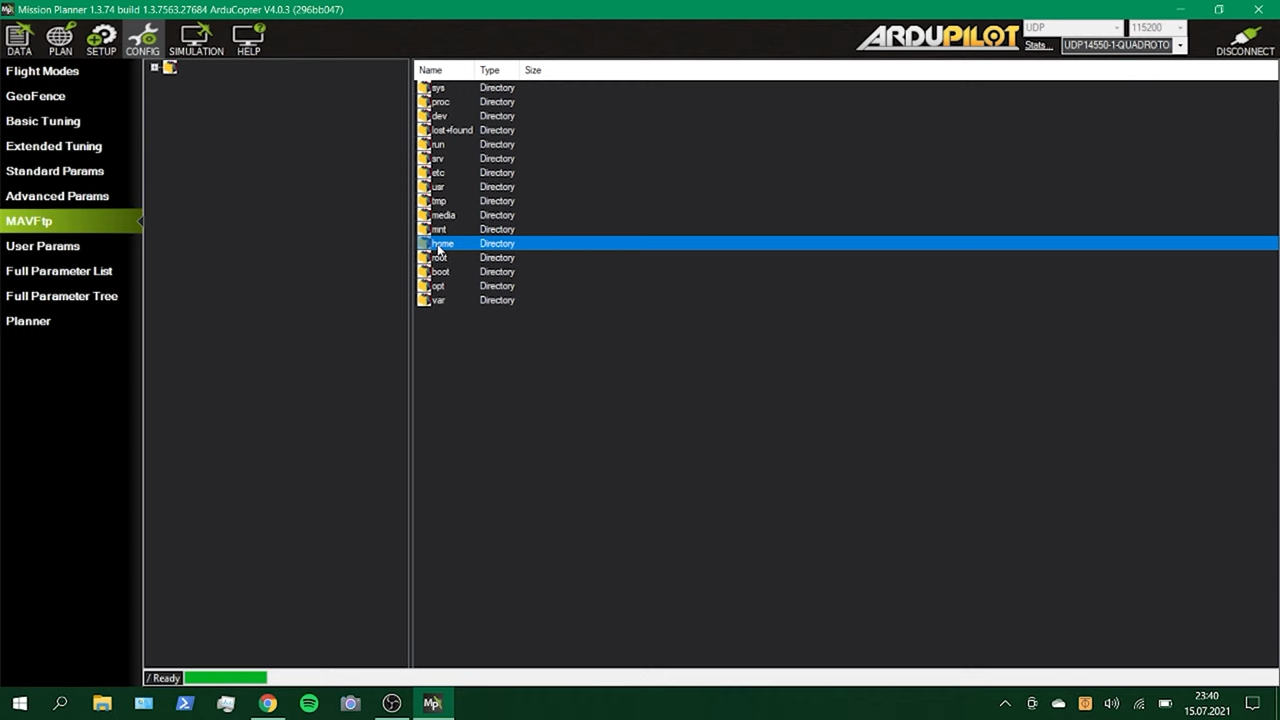 Mission Planner 1.3.74 build 1.3.7563.27684 ArduCopter V4.0.3 (296bb047)
DATA PLAN SETUP CONFIG SIMULATION HELP
ARDUPILOT
UDP 115200
Stats... UDP14550-1-QUADROTO
DISCONNECT
Flight Modes
GeoFence
Basic Tuning
Extended Tuning
Standard Params
Advanced Params
MAVFtp
User Params
Full Parameter List
Full Parameter Tree
Planner
Name Type Size
sys Directory
proc Directory
dev Directory
lost+found Directory
run Directory
srv Directory
etc Directory
usr Directory
tmp Directory
media Directory
mnt Directory
home Directory
root Directory
boot Directory
opt Directory
var Directory
/ Ready
23:40
15.07.2021